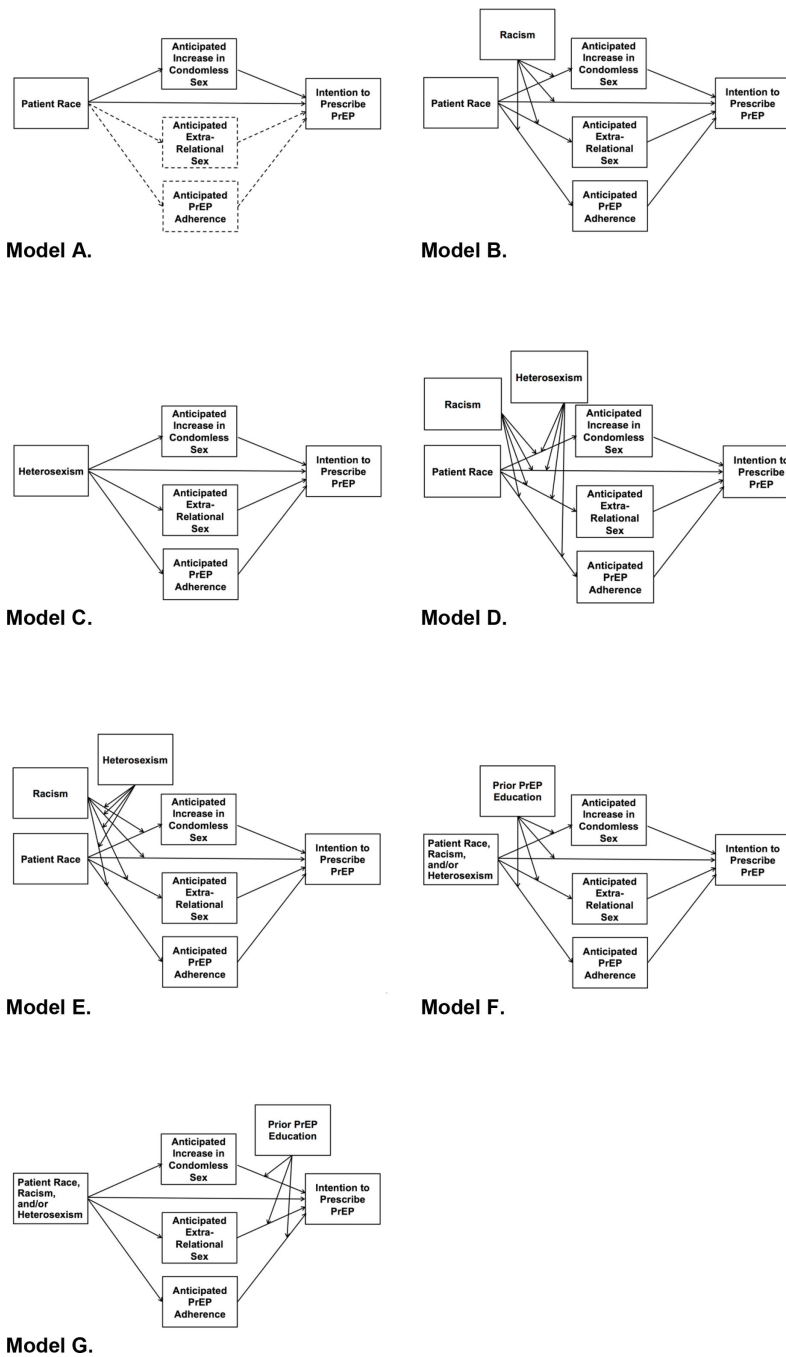 Anticipated
Increase in
Condomless
Sex
Patient Race
Intention to
Prescribe
PrEP
Anticipated
Extra-
Relational
Sex
Anticipated
PrEP
Adherence
Model A.
Racism
Anticipated
Increase in
Condomless
Sex
Patient Race
Intention to
Prescribe
PrEP
Anticipated
Extra-
Relational
Sex
Anticipated
PrEP
Adherence
Model B.
Anticipated
Increase in
Condomless
Sex
Heterosexism
Intention to
Prescribe
PrEP
Anticipated
Extra-
Relational
Sex
Anticipated
PrEP
Adherence
Model C.
Heterosexism
Racism
Anticipated
Increase in
Condomless
Sex
Patient Race
Intention to
Prescribe
PrEP
Anticipated
Extra-
Relational
Sex
Anticipated
PrEP
Adherence
Model D.
Heterosexism
Racism
Anticipated
Increase in
Condomless
Sex
Patient Race
Intention to
Prescribe
PrEP
Anticipated
Extra-
Relational
Sex
Anticipated
PrEP
Adherence
Model E.
Prior PrEP
Education
Anticipated
Increase in
Condomless
Sex
Patient Race,
Racism,
and/or
Heterosexism
Intention to
Prescribe
PrEP
Anticipated
Extra-
Relational
Sex
Anticipated
PrEP
Adherence
Model F.
Prior PrEP
Education
Anticipated
Increase in
Condomless
Sex
Patient Race,
Racism,
and/or
Heterosexism
Intention to
Prescribe
PrEP
Anticipated
Extra-
Relational
Sex
Anticipated
PrEP
Adherence
Model G.